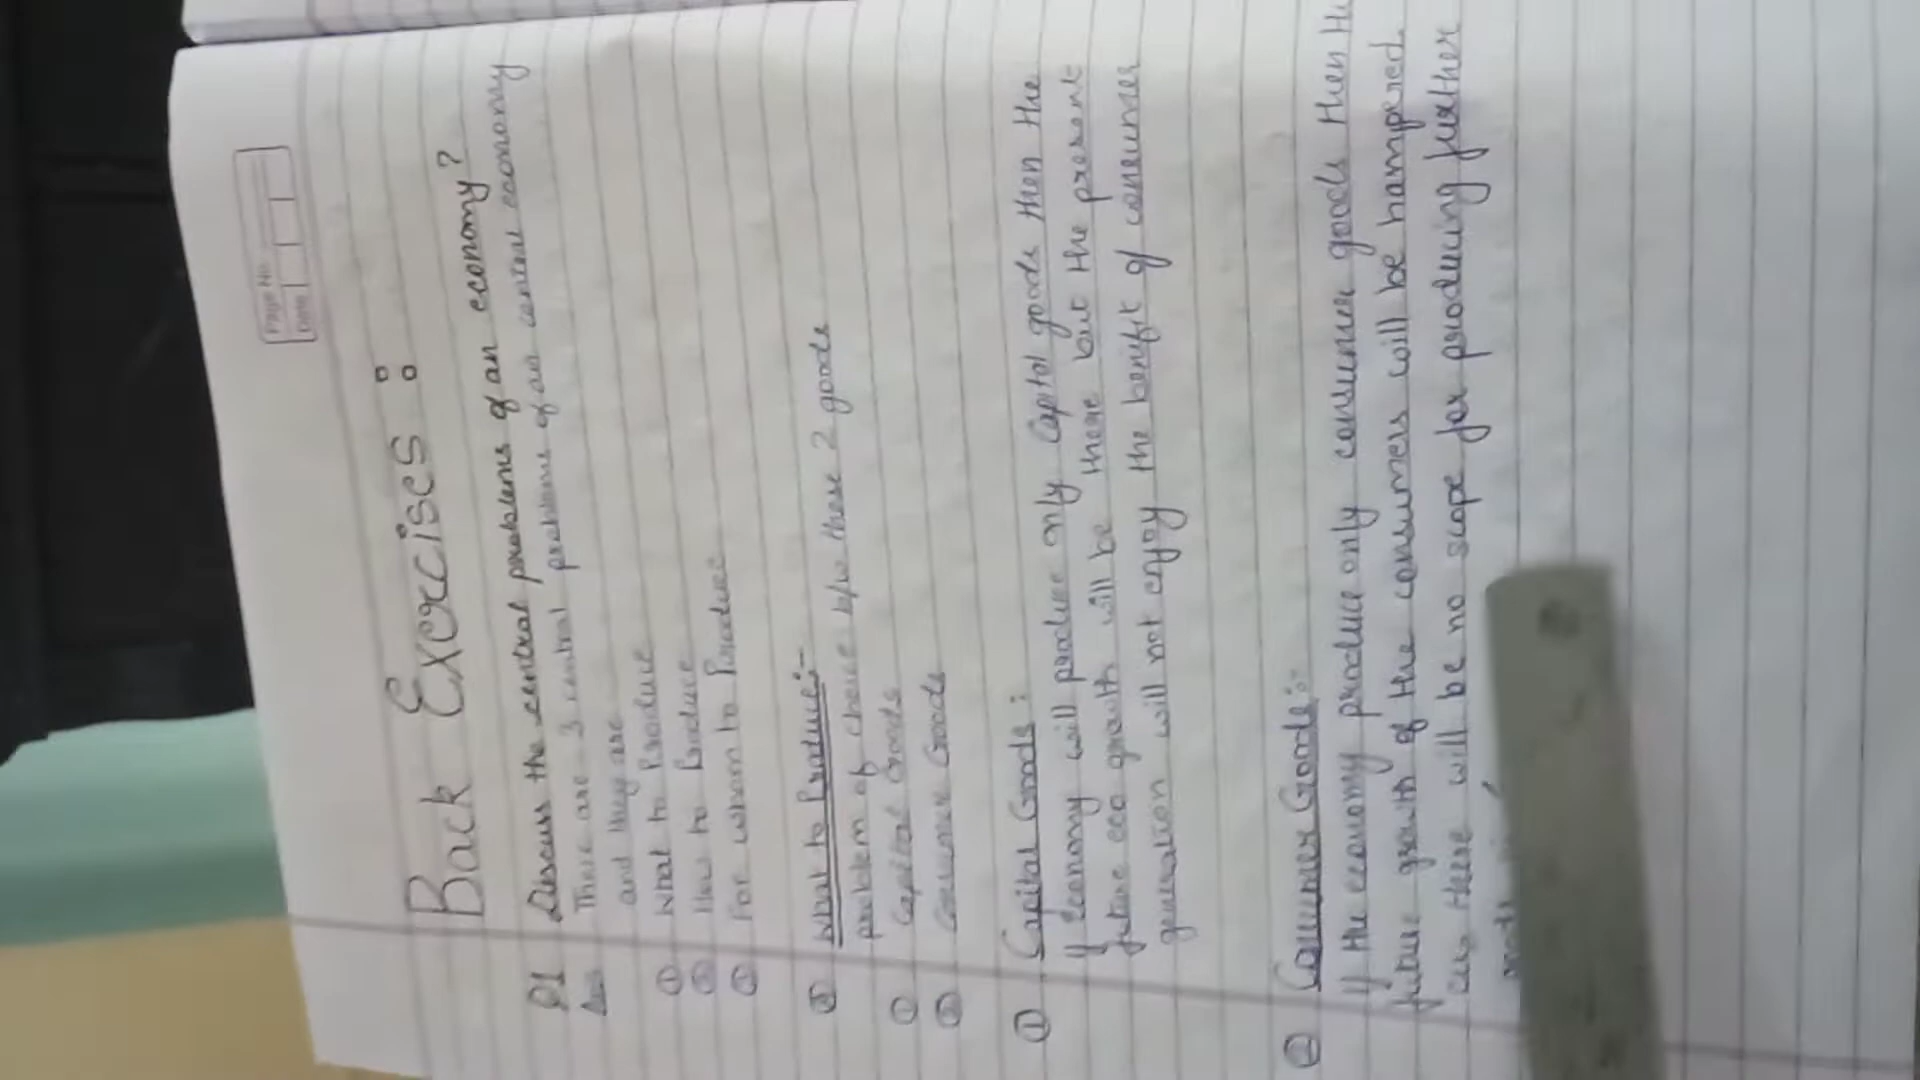 Page No.
Date
Back Exercises :
Q1 Discuss the central problems of an economy?
Ans There are 3 central problems of an central economy
and they are
① What to Produce
② How to Produce
③ For whom to Produce
What to Produce:-
problem of choice b/w these 2 goods
① Capital Goods
② Consumer Goods
① Capital Goods :
If Economy will produce only Capital goods then the
future eco growth will be there but the present
generation will not enjoy the benifit of consumer
② Consumer Goods :-
If the economy produce only consumer goods then the
future growth of the consumers will be hampered.
there will be no scope for producing further